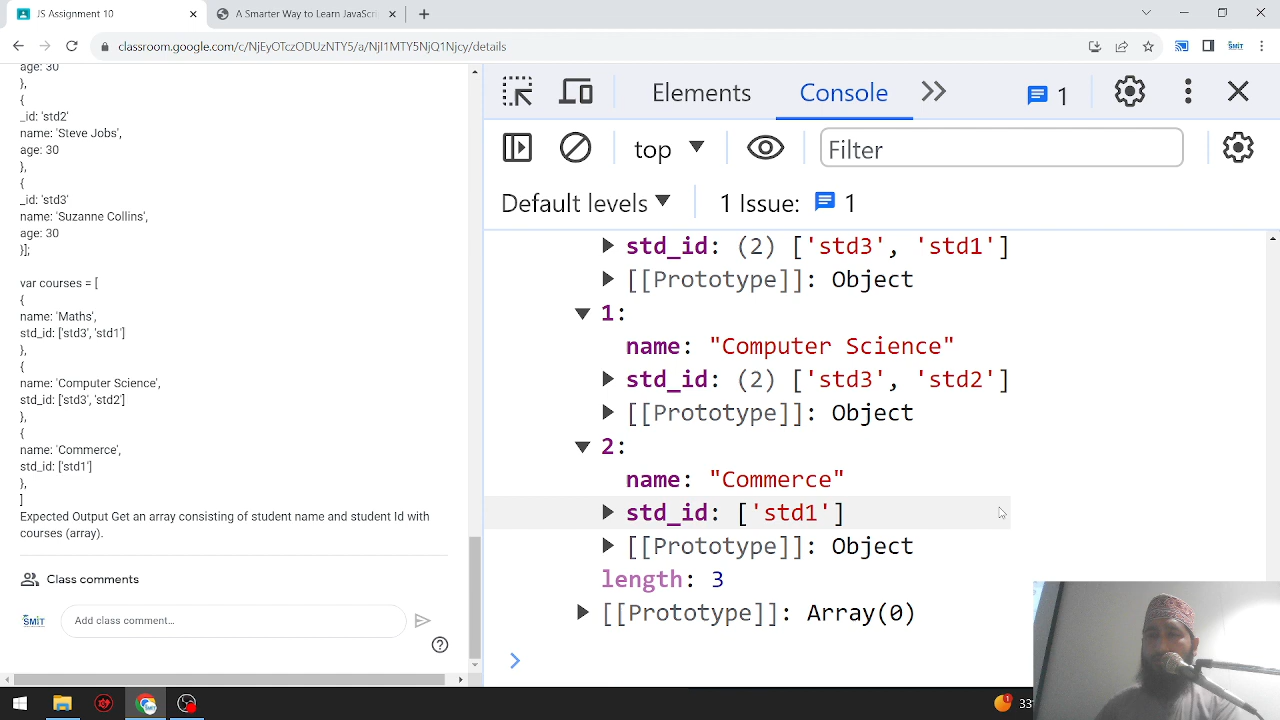 JS Assignment 10
A Smarter Way to Learn JavaScri
classroom.google.com/c/NjEyOTczODUzNTY5/a/NjI1MTY5NjQ1Njcy/details
SMIT
age: 30
},
{
_id: 'std2'
name: 'Steve Jobs',
age: 30
},
{
_id: 'std3'
name: 'Suzanne Collins',
age: 30
}];
var courses = [
{
name: 'Maths',
std_id: ['std3', 'std1']
},
{
name: 'Computer Science',
std_id: ['std3', 'std2']
},
{
name: 'Commerce',
std_id: ['std1']
},
]
Expected Output Get an array consisting of student name and student Id with
courses (array).
Class comments
SMIT
Add class comment...
Elements
Console
1
top
Filter
Default levels
1 Issue:
1
std_id: (2) ['std3', 'std1']
[[Prototype]]: Object
1:
name: "Computer Science"
std_id: (2) ['std3', 'std2']
[[Prototype]]: Object
2:
name: "Commerce"
std_id: ['std1']
[[Prototype]]: Object
length: 3
[[Prototype]]: Array(0)
1
33